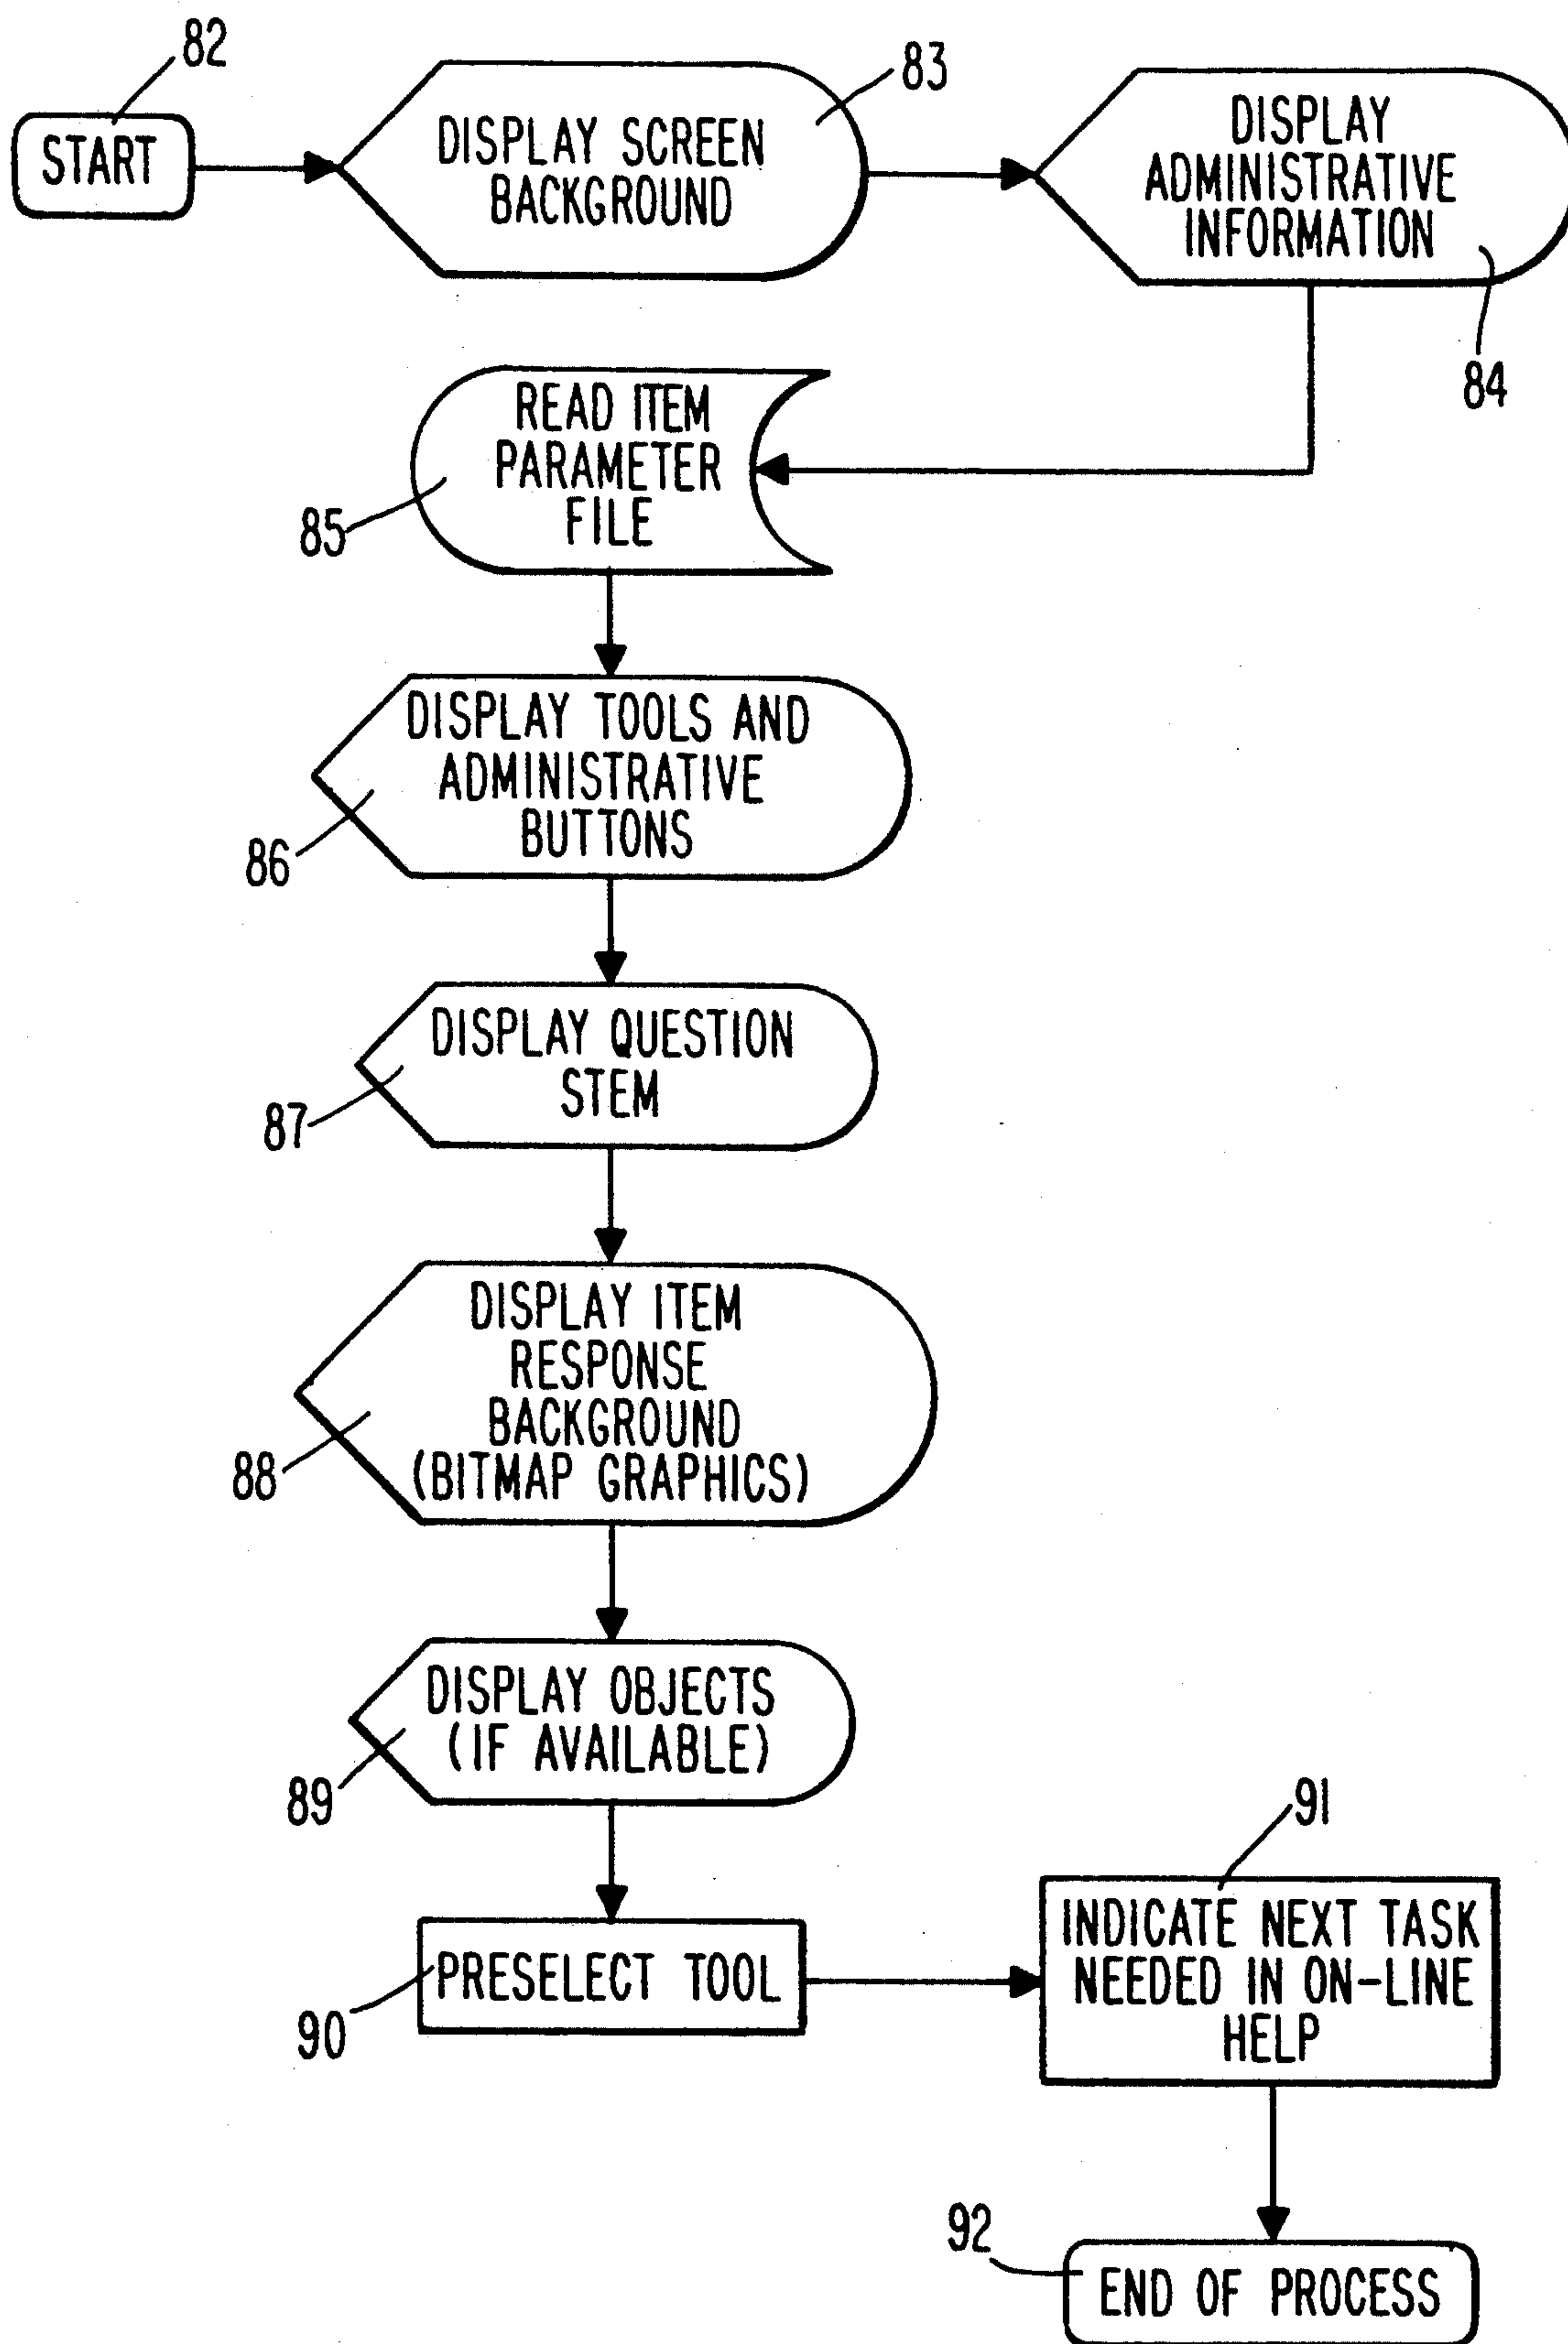 82
START
83
DISPLAY SCREEN
BACKGROUND
DISPLAY
ADMINISTRATIVE
INFORMATION
84
READ ITEM
PARAMETER
FILE
85
DISPLAY TOOLS AND
ADMINISTRATIVE
BUTTONS
86
DISPLAY QUESTION
STEM
87
DISPLAY ITEM
RESPONSE
BACKGROUND
(BITMAP GRAPHICS)
88
DISPLAY OBJECTS
(IF AVAILABLE)
89
PRESELECT TOOL
90
91
INDICATE NEXT TASK
NEEDED IN ON-LINE
HELP
92
END OF PROCESS